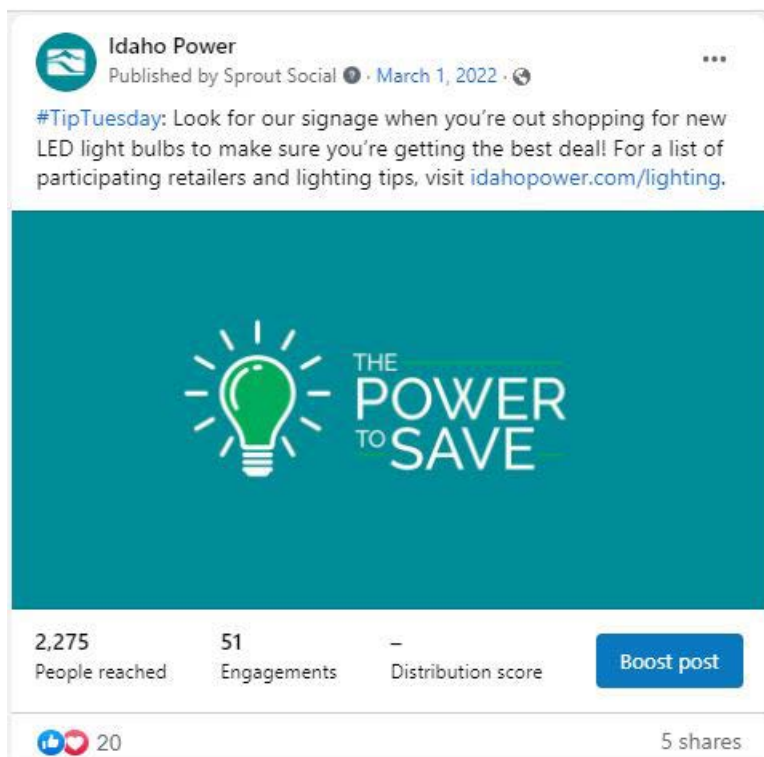 Idaho Power
Published by Sprout Social · March 1, 2022 ·
#TipTuesday: Look for our signage when you're out shopping for new
LED light bulbs to make sure you're getting the best deal! For a list of
participating retailers and lighting tips, visit idahopower.com/lighting.
THE
POWER
TO SAVE
2,275 51 –
People reached Engagements Distribution score
Boost post
20 5 shares